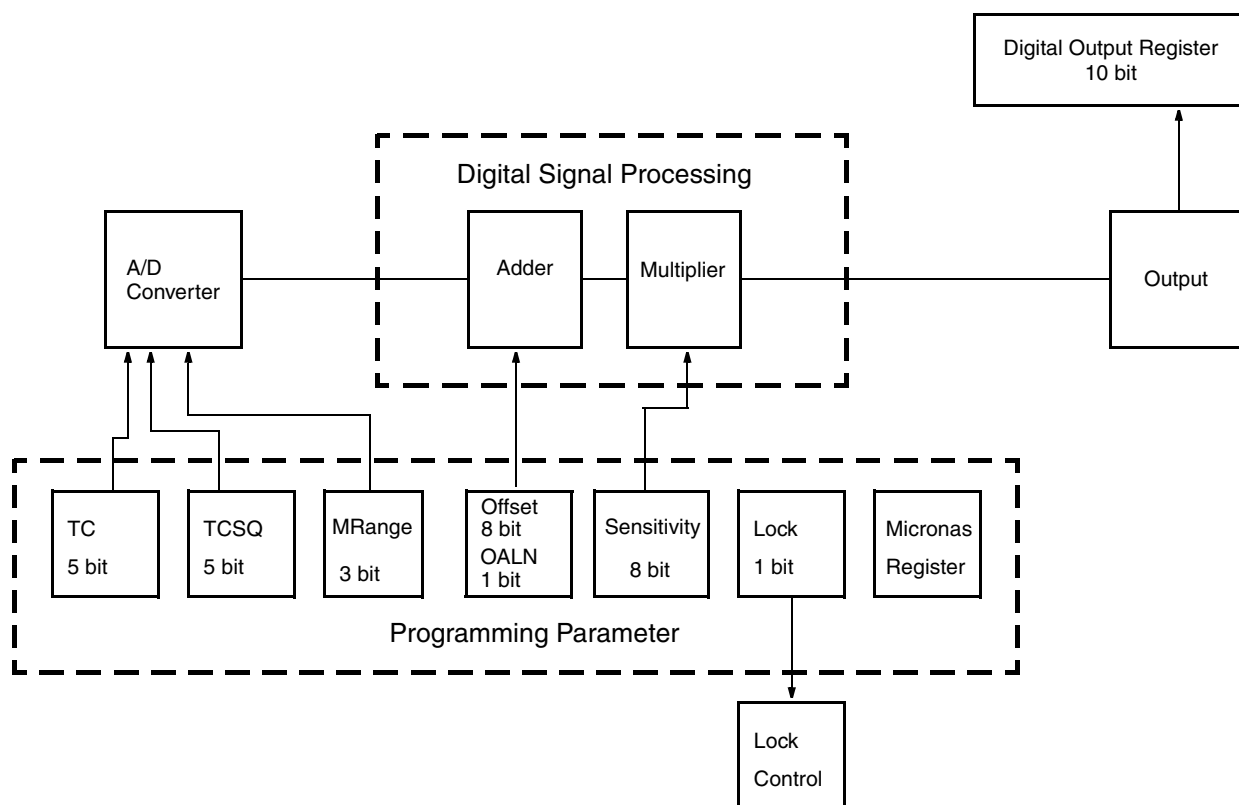 Digital Output Register
10 bit
Digital Signal Processing
A/D
Converter
Adder
Multiplier
Output
TC
5 bit
TCSQ
5 bit
MRange
3 bit
Offset
8 bit
OALN
1 bit
Sensitivity
8 bit
Lock
1 bit
Micronas
Register
Programming Parameter
Lock
Control